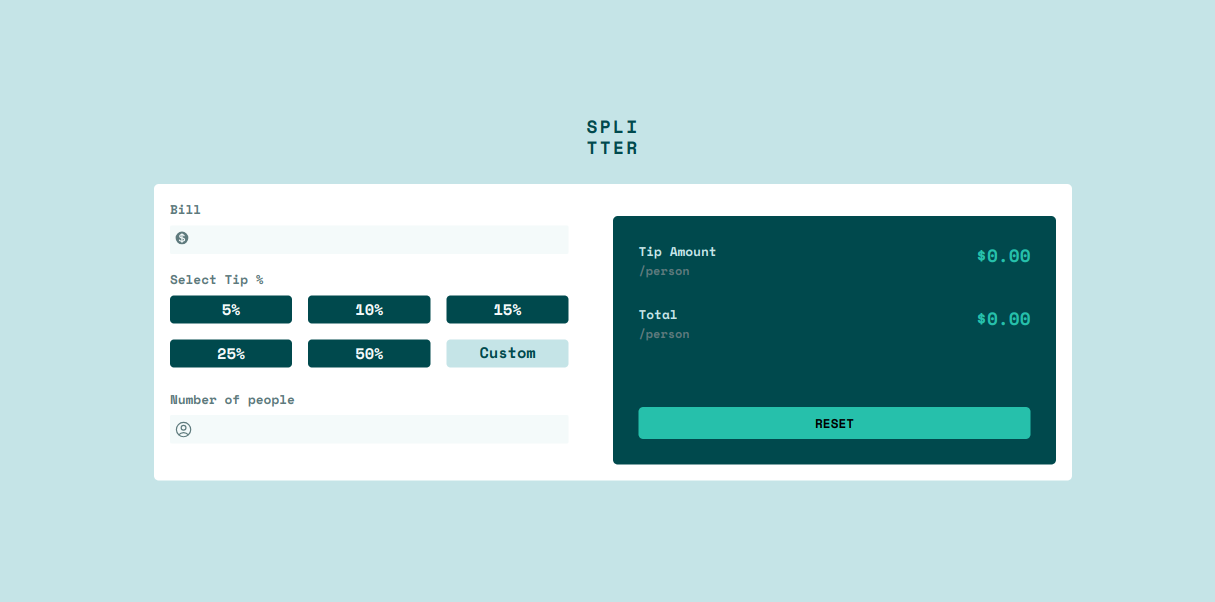 SPLI
TTER
Bill
$
Select Tip %
5%
10%
15%
25%
50%
Custom
Number of people
Tip Amount
/person
$0.00
Total
/person
$0.00
RESET